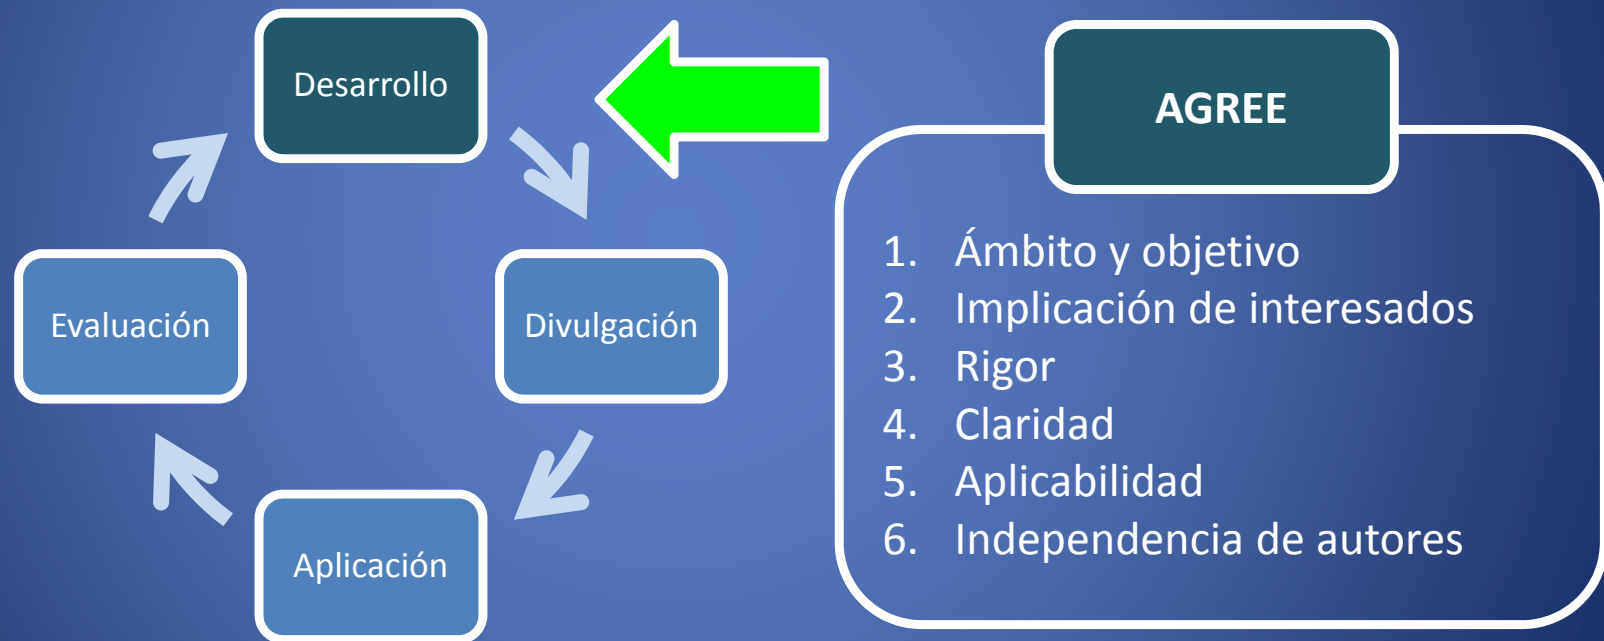 Desarrollo
Divulgación
Aplicación
Evaluación
AGREE
1. Ámbito y objetivo
2. Implicación de interesados
3. Rigor
4. Claridad
5. Aplicabilidad
6. Independencia de autores